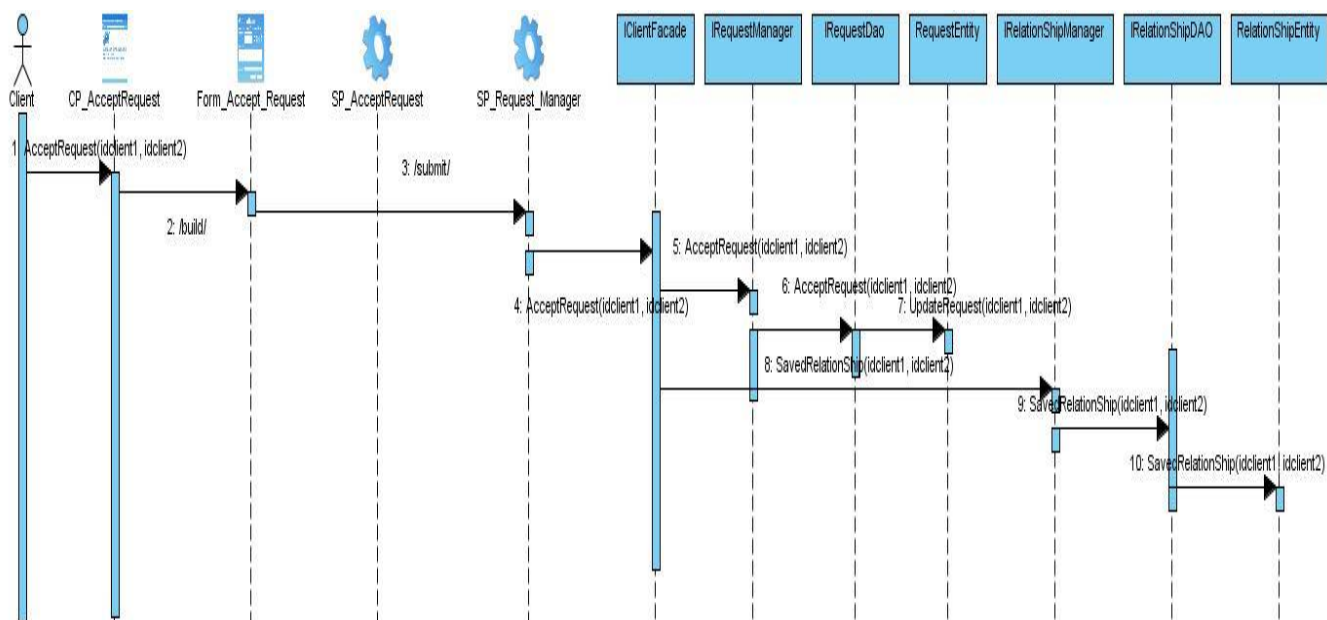 IClientFacade
IRequestManager
IRequestDao
RequestEntity
IRelationShipManager
IRelationShipDAO
RelationShipEntity
Client
CP_AcceptRequest
Form_Accept_Request
SP_AcceptRequest
SP_Request_Manager
1: AcceptRequest(idclient1, idclient2)
2: /build/
3: /submit/
4: AcceptRequest(idclient1, idclient2)
5: AcceptRequest(idclient1, idclient2)
6: AcceptRequest(idclient1, idclient2)
7: UpdateRequest(idclient1, idclient2)
8: SavedRelationShip(idclient1, idclient2)
9: SavedRelationShip(idclient1, idclient2)
10: SavedRelationShip(idclient1, idclient2)